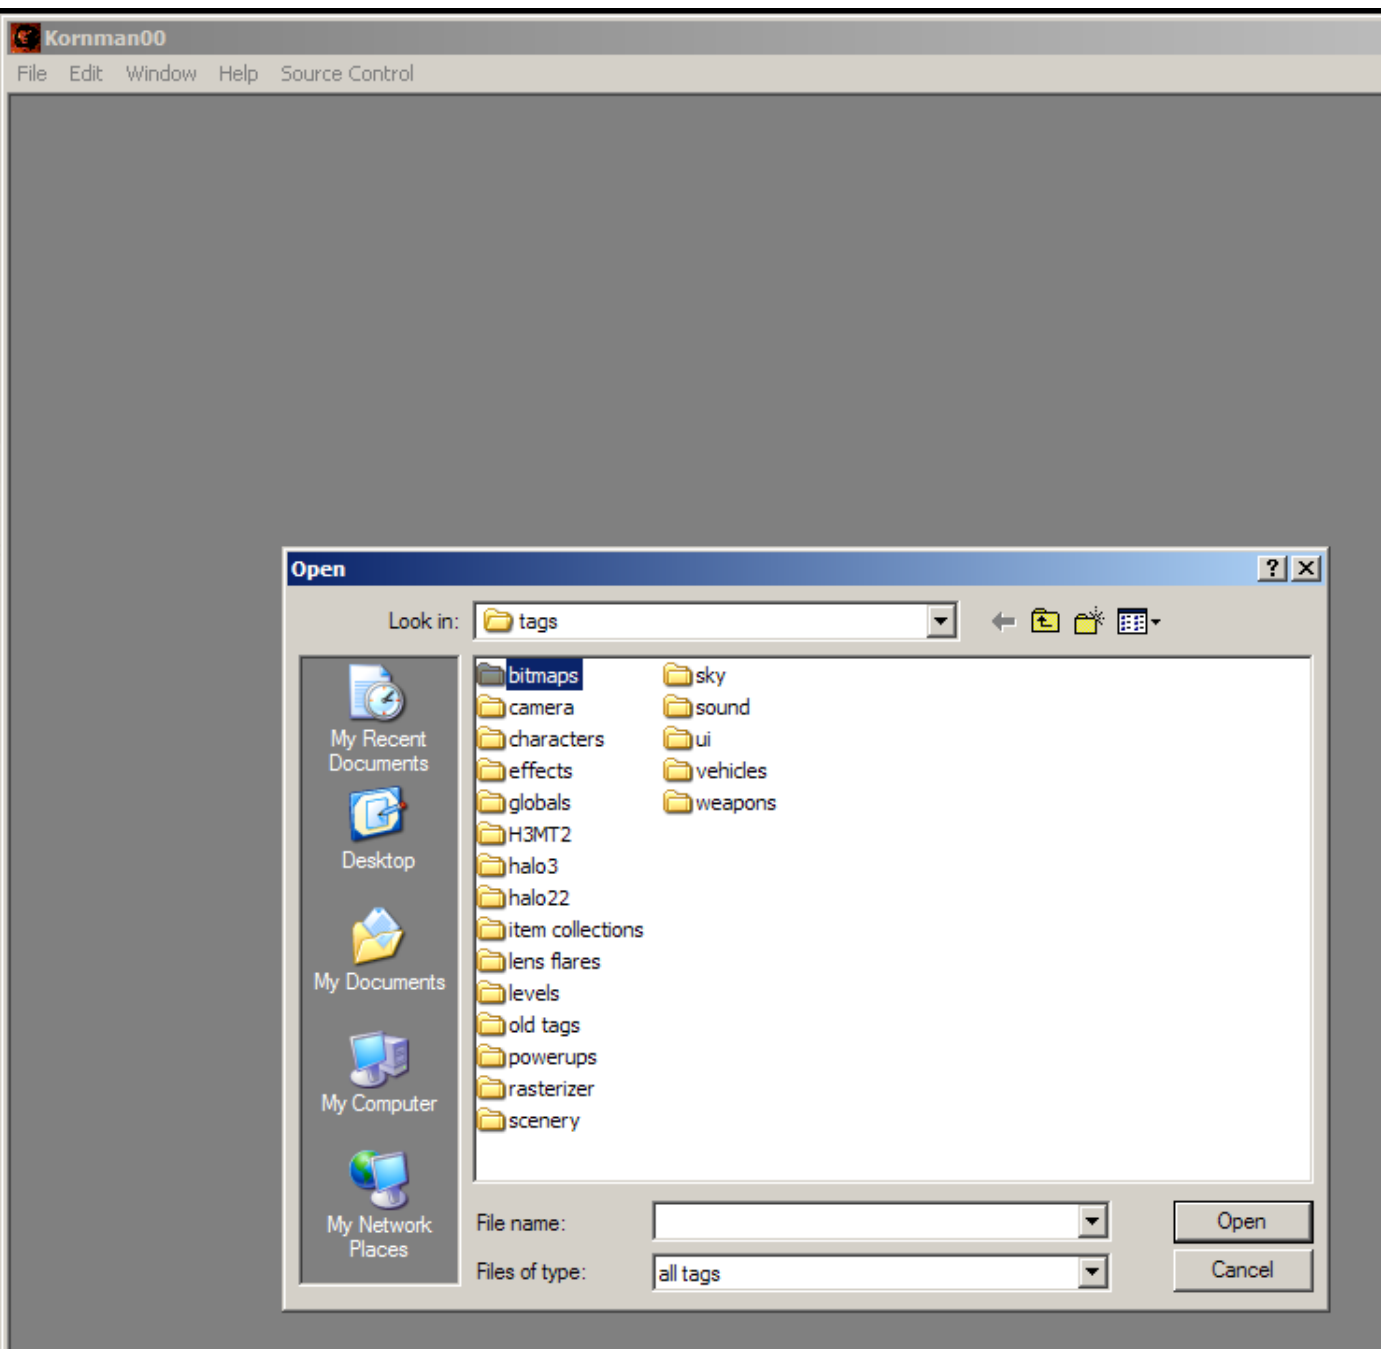 Kornman00
File Edit Window Help Source Control
Open
Look in: tags
My Recent
Documents
Desktop
My Documents
My Computer
My Network
Places
bitmaps
camera
characters
effects
globals
H3MT2
halo3
halo22
item collections
lens flares
levels
old tags
powerups
rasterizer
scenery
sky
sound
ui
vehicles
weapons
File name:
Open
Files of type: all tags
Cancel